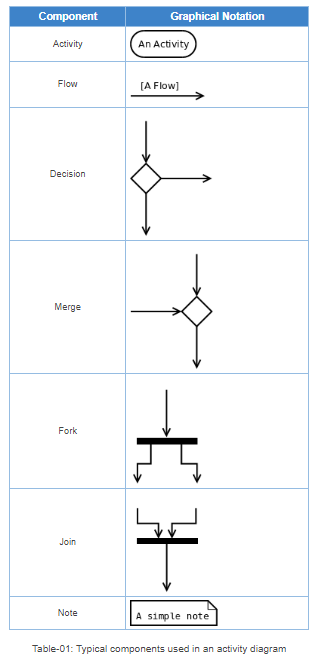 Component Graphical Notation
Activity An Activity
Flow [A Flow]
Decision
Merge
Fork
Join
Note A simple note
Table-01: Typical components used in an activity diagram